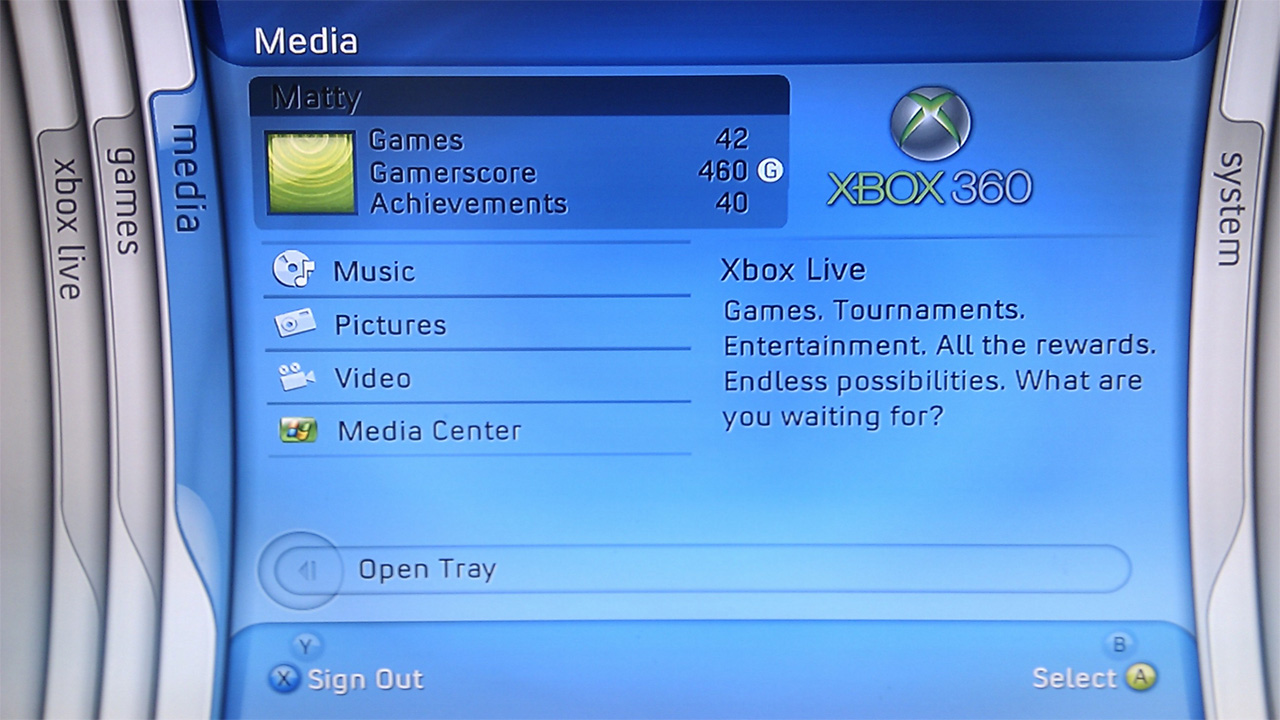 Media
Matty
Games 42
Gamerscore 460 G
Achievements 40
XBOX 360
xbox live
games
media
system
Music
Pictures
Video
Media Center
Xbox Live
Games. Tournaments.
Entertainment. All the rewards.
Endless possibilities. What are
you waiting for?
Open Tray
Y
X Sign Out
B
Select A